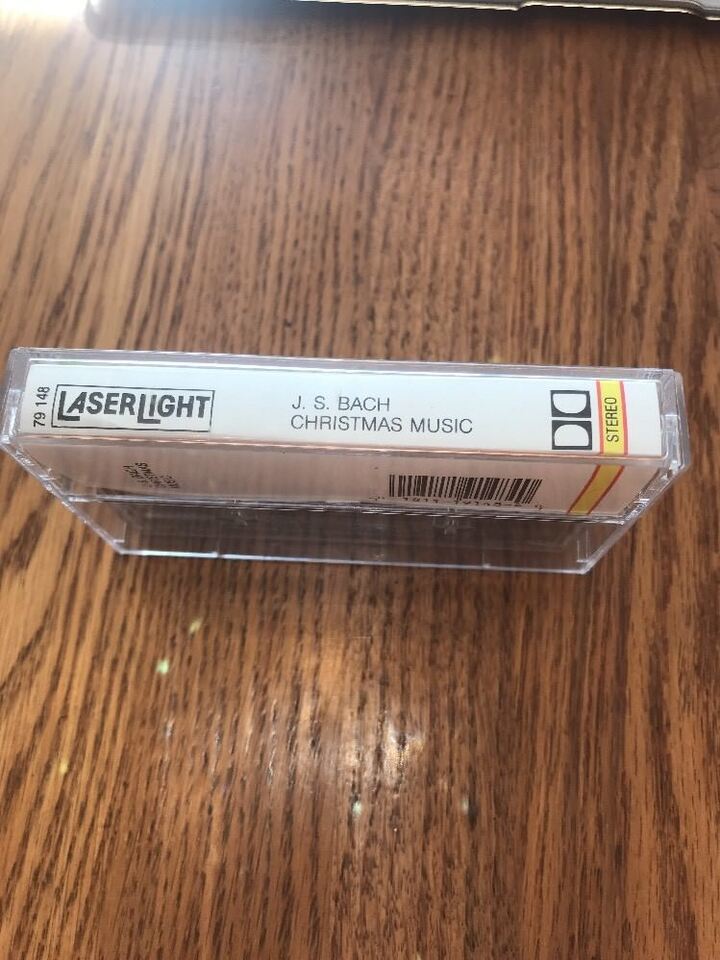 79 148
LASERLIGHT
J. S. BACH
CHRISTMAS MUSIC
STEREO